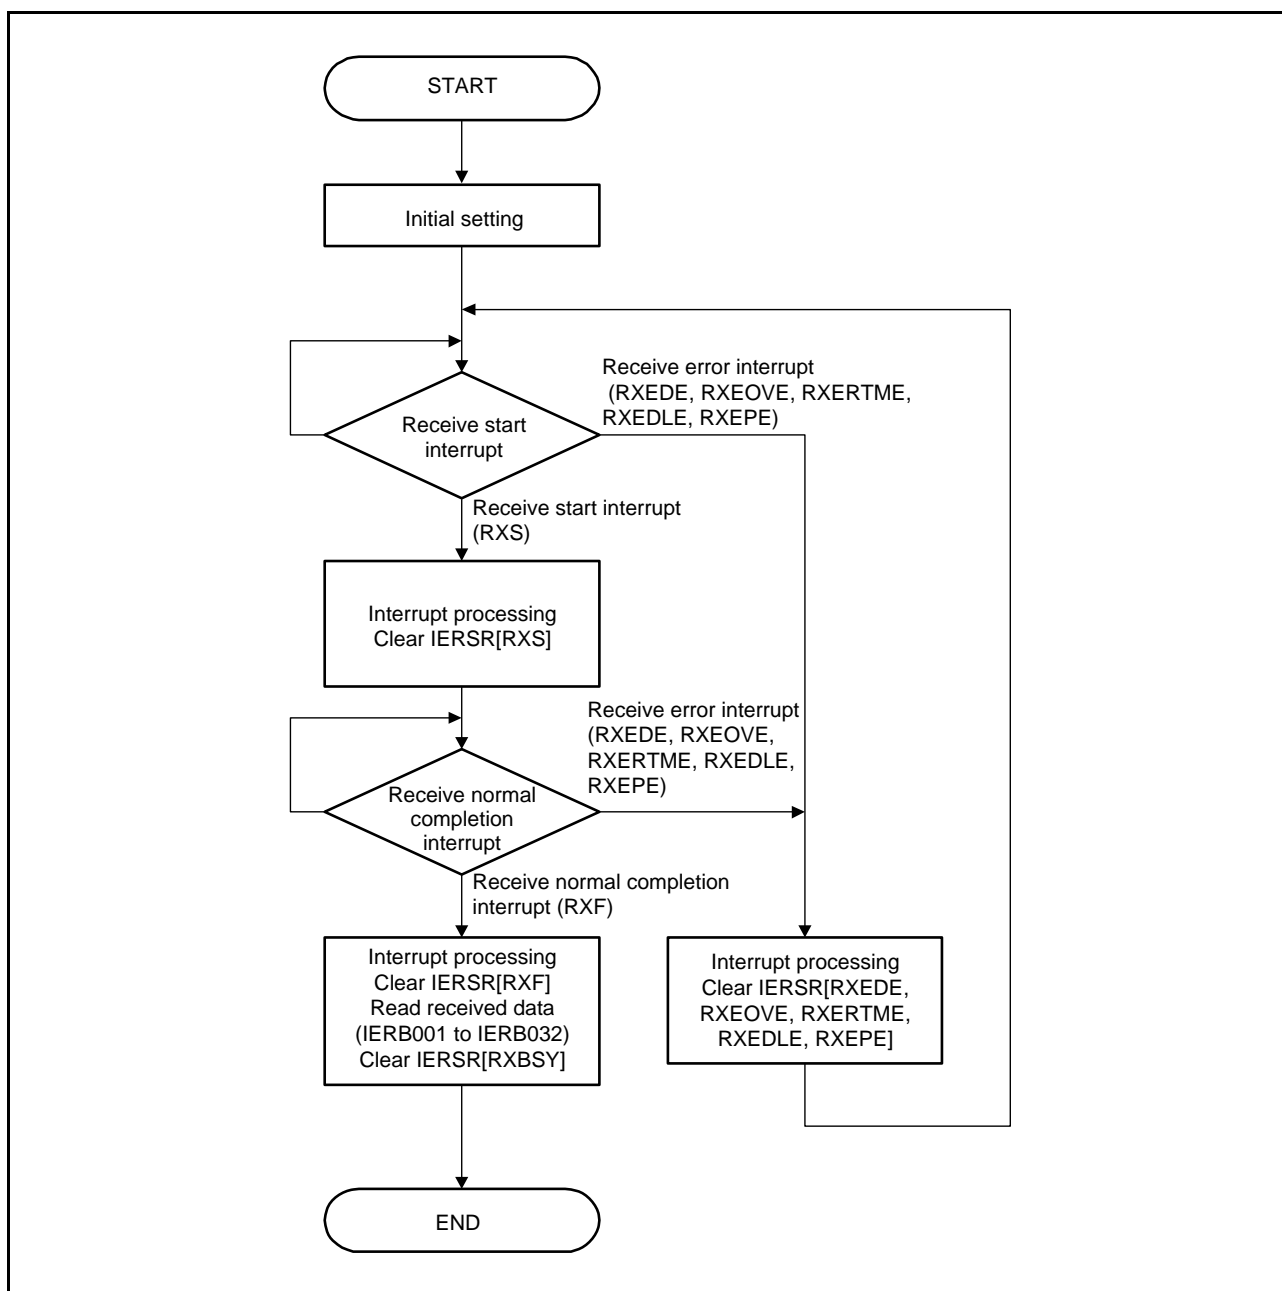 START
Initial setting
Receive error interrupt
(RXEDE, RXEOVE, RXERTME,
RXEDLE, RXEPE)
Receive start
interrupt
Receive start interrupt
(RXS)
Interrupt processing
Clear IERSR[RXS]
Receive error interrupt
(RXEDE, RXEOVE,
RXERTME, RXEDLE,
RXEPE)
Receive normal
completion
interrupt
Receive normal completion
interrupt (RXF)
Interrupt processing
Clear IERSR[RXF]
Read received data
(IERB001 to IERB032)
Clear IERSR[RXBSY]
Interrupt processing
Clear IERSR[RXEDE,
RXEOVE, RXERTME,
RXEDLE, RXEPE]
END